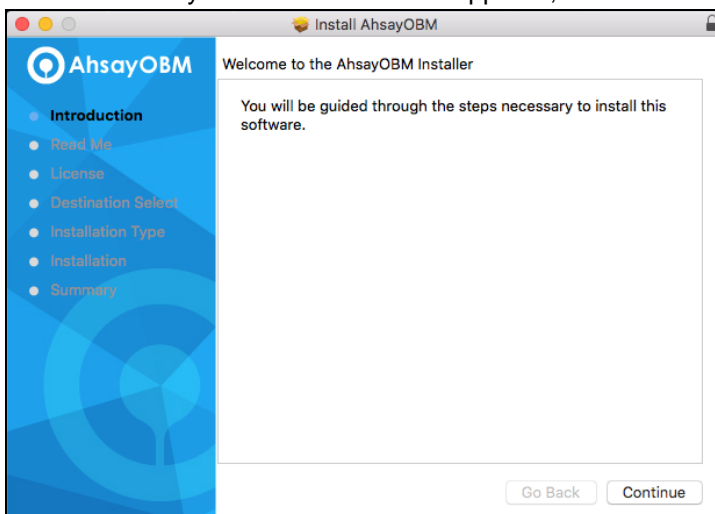 Install AhsayOBM
AhsayOBM
Welcome to the AhsayOBM Installer
Introduction
Read Me
License
Destination Select
Installation Type
Installation
Summary
You will be guided through the steps necessary to install this
software.
Go Back
Continue